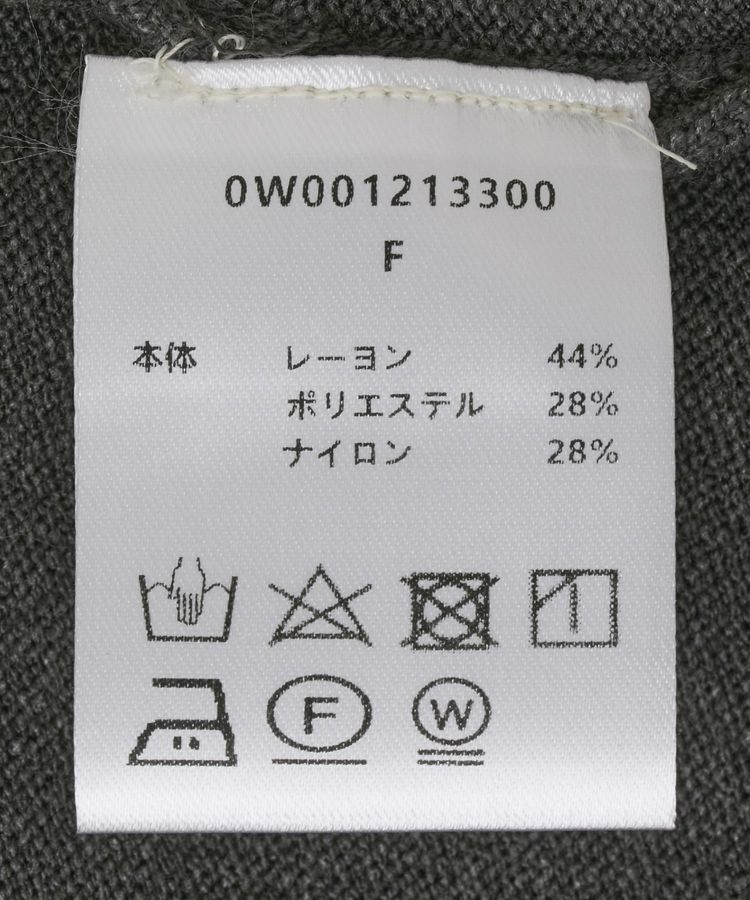 0W001213300
F
本体 レーヨン 44%
ポリエステル 28%
ナイロン 28%
F W